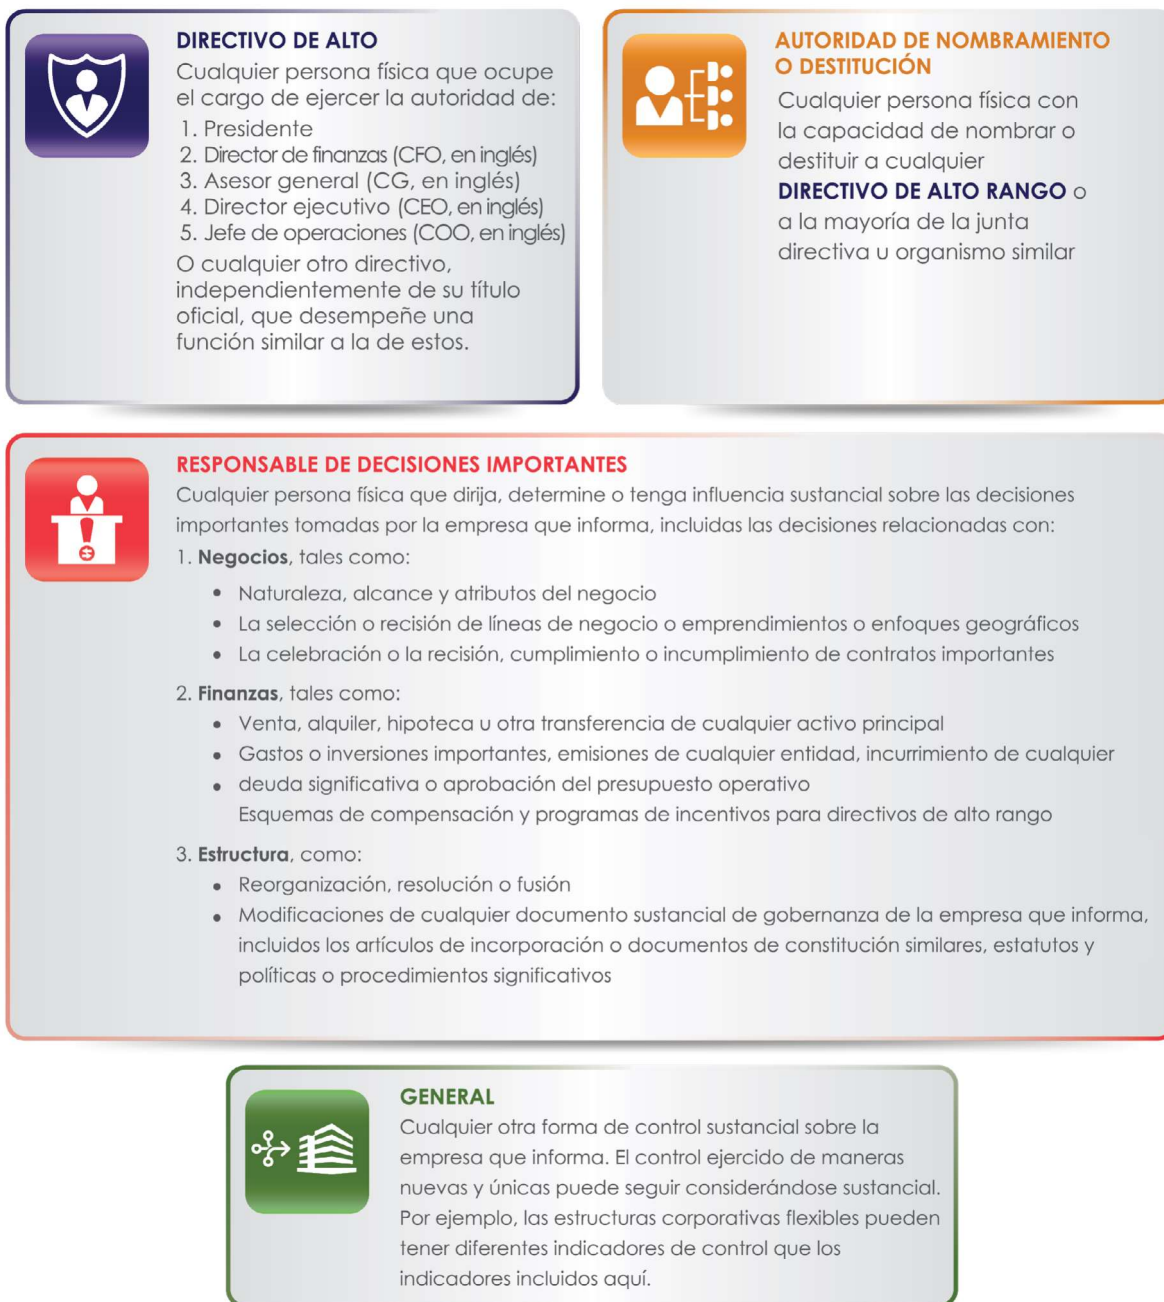 DIRECTIVO DE ALTO
Cualquier persona física que ocupe
el cargo de ejercer la autoridad de:
1. Presidente
2. Director de finanzas (CFO, en inglés)
3. Asesor general (CG, en inglés)
4. Director ejecutivo (CEO, en inglés)
5. Jefe de operaciones (COO, en inglés)
O cualquier otro directivo,
independientemente de su título
oficial, que desempeñe una
función similar a la de estos.
AUTORIDAD DE NOMBRAMIENTO
O DESTITUCIÓN
Cualquier persona física con
la capacidad de nombrar o
destituir a cualquier
DIRECTIVO DE ALTO RANGO o
a la mayoría de la junta
directiva u organismo similar
RESPONSABLE DE DECISIONES IMPORTANTES
Cualquier persona física que dirija, determine o tenga influencia sustancial sobre las decisiones
importantes tomadas por la empresa que informa, incluidas las decisiones relacionadas con:
1. Negocios, tales como:
• Naturaleza, alcance y atributos del negocio
• La selección o recisión de líneas de negocio o emprendimientos o enfoques geográficos
• La celebración o la recisión, cumplimiento o incumplimiento de contratos importantes
2. Finanzas, tales como:
• Venta, alquiler, hipoteca u otra transferencia de cualquier activo principal
• Gastos o inversiones importantes, emisiones de cualquier entidad, incurrimiento de cualquier
• deuda significativa o aprobación del presupuesto operativo
Esquemas de compensación y programas de incentivos para directivos de alto rango
3. Estructura, como:
• Reorganización, resolución o fusión
• Modificaciones de cualquier documento sustancial de gobernanza de la empresa que informa,
incluidos los artículos de incorporación o documentos de constitución similares, estatutos y
políticas o procedimientos significativos
GENERAL
Cualquier otra forma de control sustancial sobre la
empresa que informa. El control ejercido de maneras
nuevas y únicas puede seguir considerándose sustancial.
Por ejemplo, las estructuras corporativas flexibles pueden
tener diferentes indicadores de control que los
indicadores incluidos aquí.